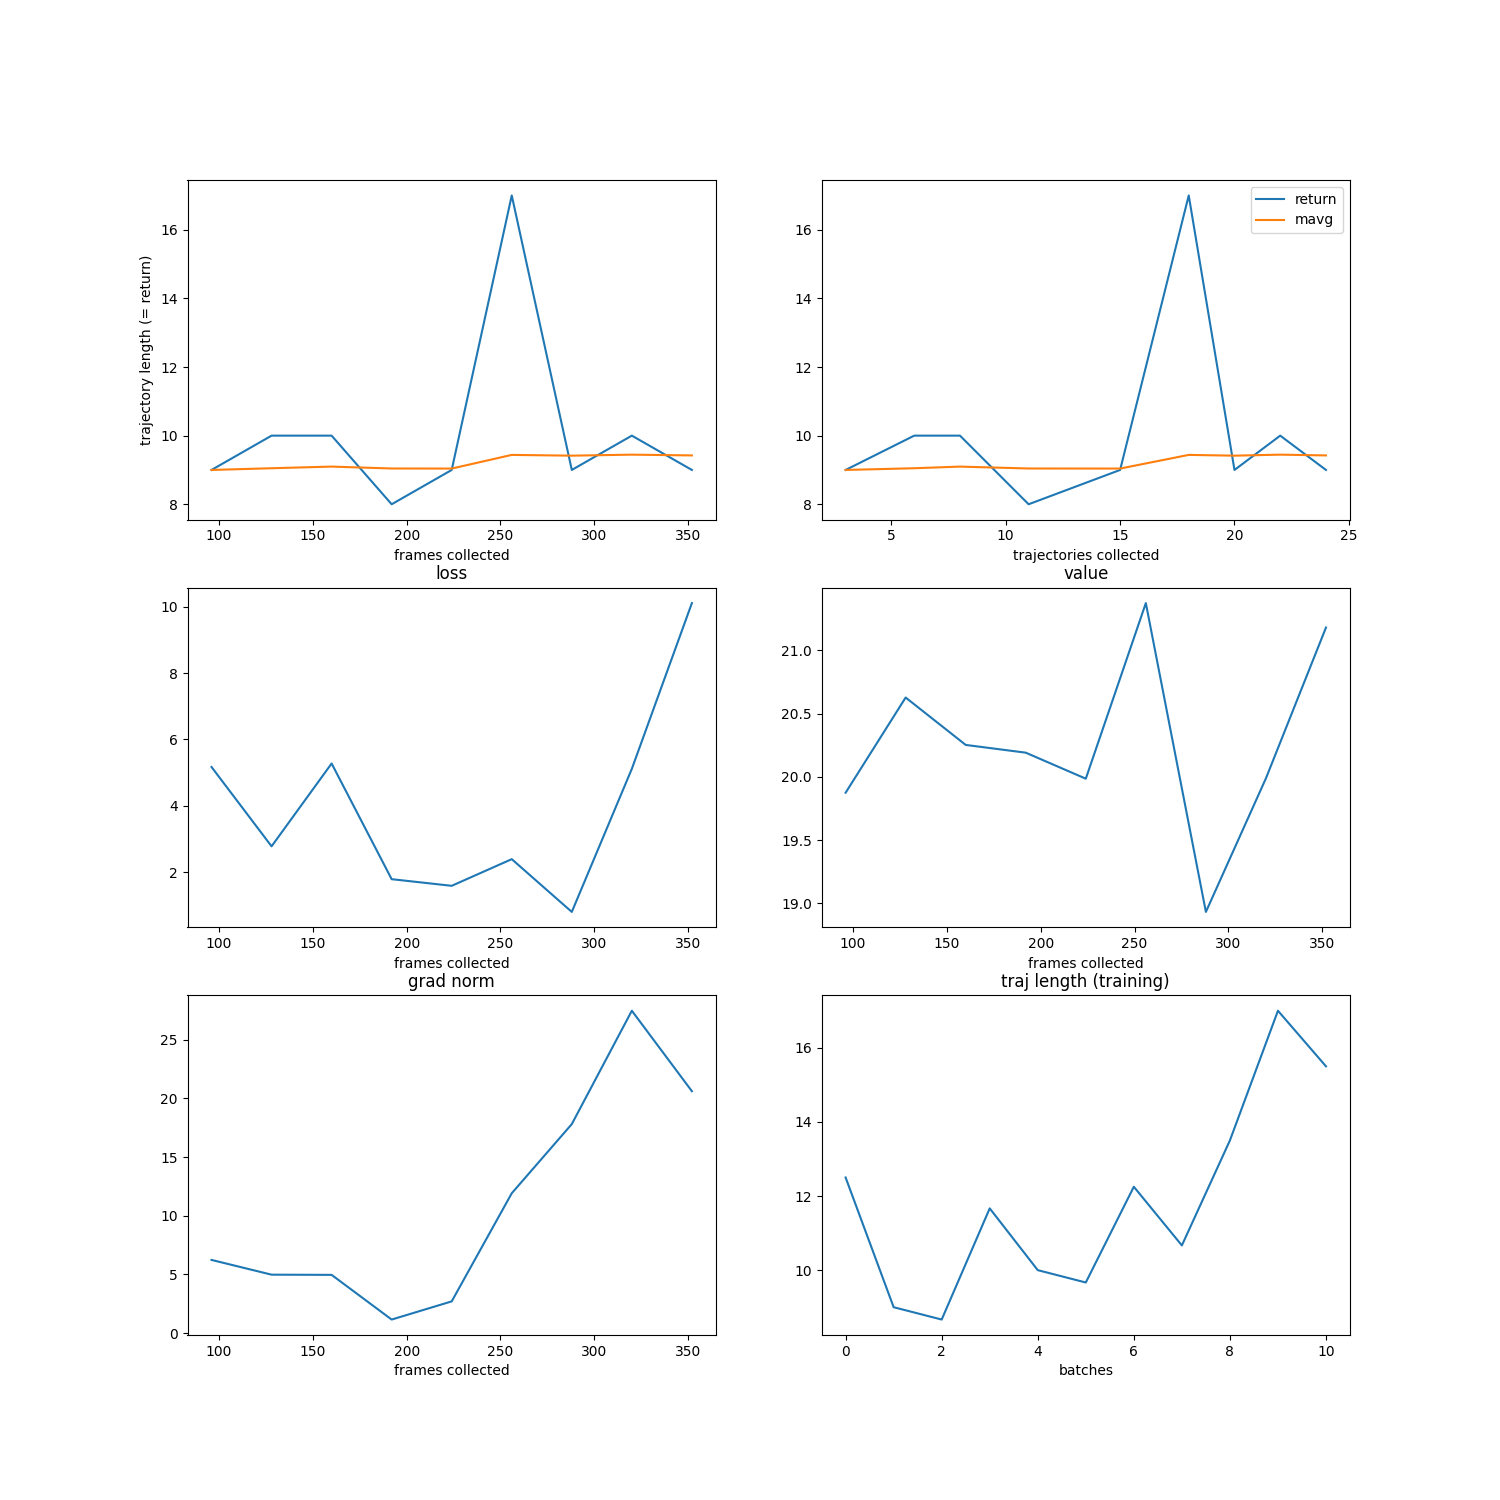 trajectory length (= return)
16
14
12
10
8
100 150 200 250 300 350
frames collected
return
mavg
16
14
12
10
8
5 10 15 20 25
trajectories collected
loss
10
8
6
4
2
100 150 200 250 300 350
frames collected
value
21.0
20.5
20.0
19.5
19.0
100 150 200 250 300 350
frames collected
grad norm
25
20
15
10
5
0
100 150 200 250 300 350
frames collected
traj length (training)
16
14
12
10
0 2 4 6 8 10
batches